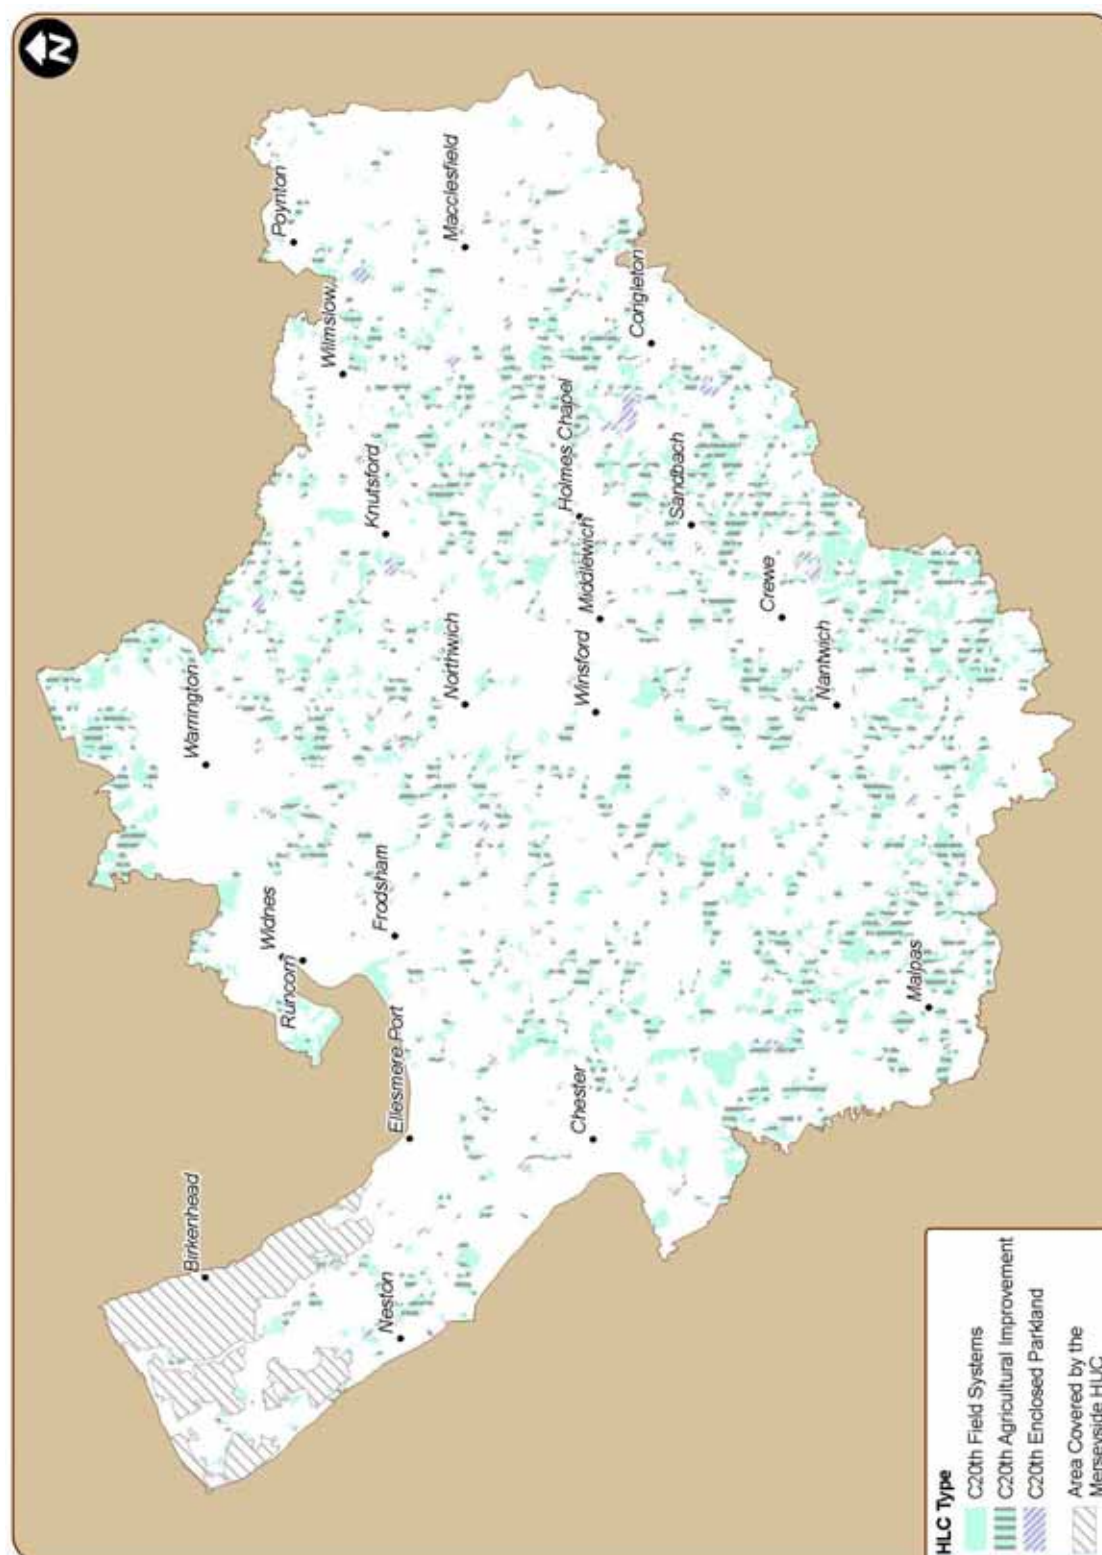 N
Birkenhead
Warrington
Widnes
Poynton
Runcorn
Wilmslow
Knutsford
Frodsham
Neston
Ellesmere Port
Northwich
Macclesfield
Holmes Chapel
Chester
Winsford
Middlewich
Congleton
Sandbach
Crewe
Nantwich
Malpas
HLC Type
C20th Field Systems
C20th Agricultural Improvement
C20th Enclosed Parkland
Area Covered by the
Merseyside